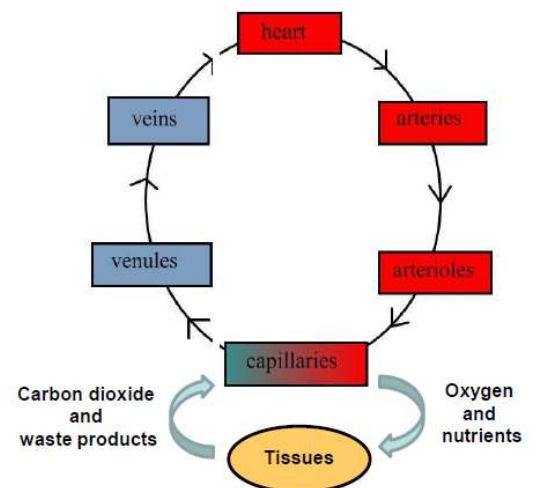 heart
arteries
arterioles
capillaries
venules
veins
Carbon dioxide
and
waste products
Oxygen
and
nutrients
Tissues